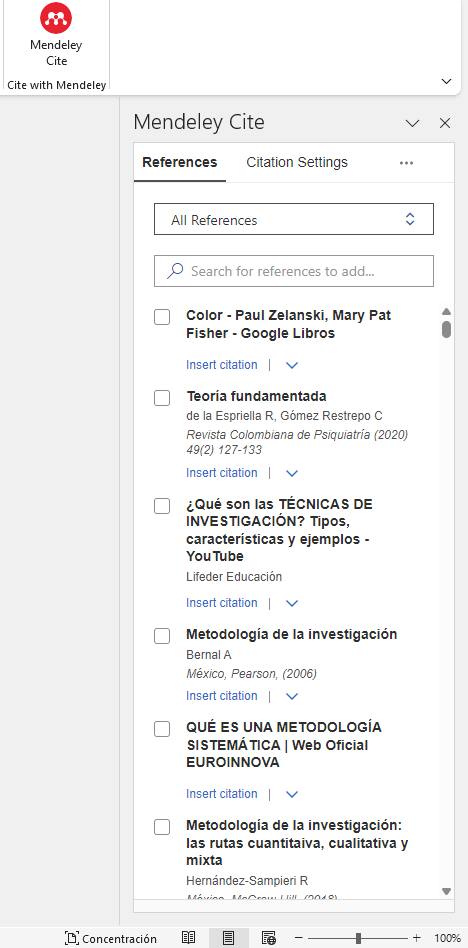 Mendeley
Cite
Cite with Mendeley
Mendeley Cite
References
Citation Settings
All References
Search for references to add...
Color - Paul Zelanski, Mary Pat
Fisher - Google Libros
Insert citation |
Teoría fundamentada
de la Espriella R, Gómez Restrepo C
Revista Colombiana de Psiquiatría (2020)
49(2) 127-133
Insert citation |
¿Qué son las TÉCNICAS DE
INVESTIGACIÓN? Tipos,
características y ejemplos -
YouTube
Lifeder Educación
Insert citation |
Metodología de la investigación
Bernal A
México, Pearson, (2006)
Insert citation |
QUÉ ES UNA METODOLOGÍA
SISTEMÁTICA | Web Oficial
EUROINNOVA
Insert citation |
Metodología de la investigación:
las rutas cuantitaiva, cualitativa y
mixta
Hernández-Sampieri R
México, McGraw Hill, (2018)
Concentración
100%